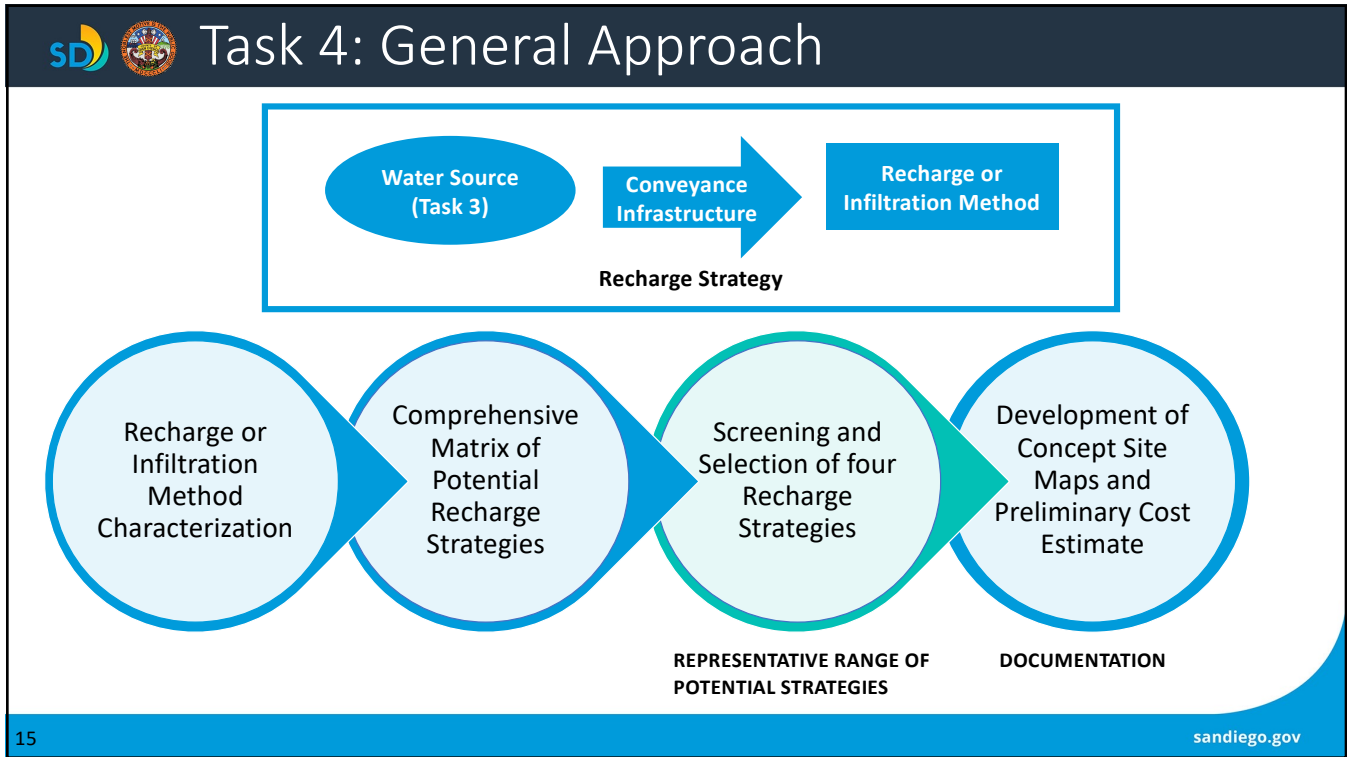 SD
Task 4: General Approach
Water Source
(Task 3)
Conveyance
Infrastructure
Recharge or
Infiltration Method
Recharge Strategy
Recharge or
Infiltration
Method
Characterization
Comprehensive
Matrix of
Potential
Recharge
Strategies
Screening and
Selection of four
Recharge
Strategies
Development of
Concept Site
Maps and
Preliminary Cost
Estimate
REPRESENTATIVE RANGE OF
POTENTIAL STRATEGIES
DOCUMENTATION
15
sandiego.gov